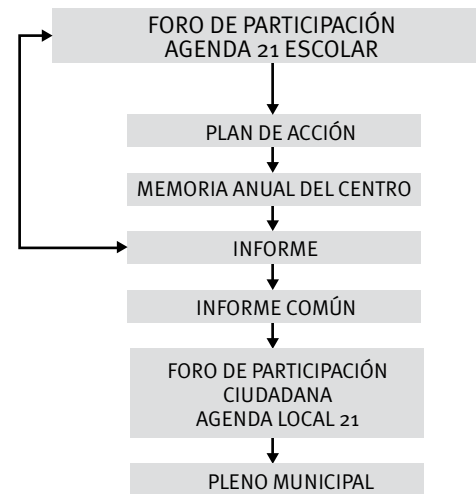 FORO DE PARTICIPACIÓN
AGENDA 21 ESCOLAR
PLAN DE ACCIÓN
MEMORIA ANUAL DEL CENTRO
INFORME
INFORME COMÚN
FORO DE PARTICIPACIÓN
CIUDADANA
AGENDA LOCAL 21
PLENO MUNICIPAL